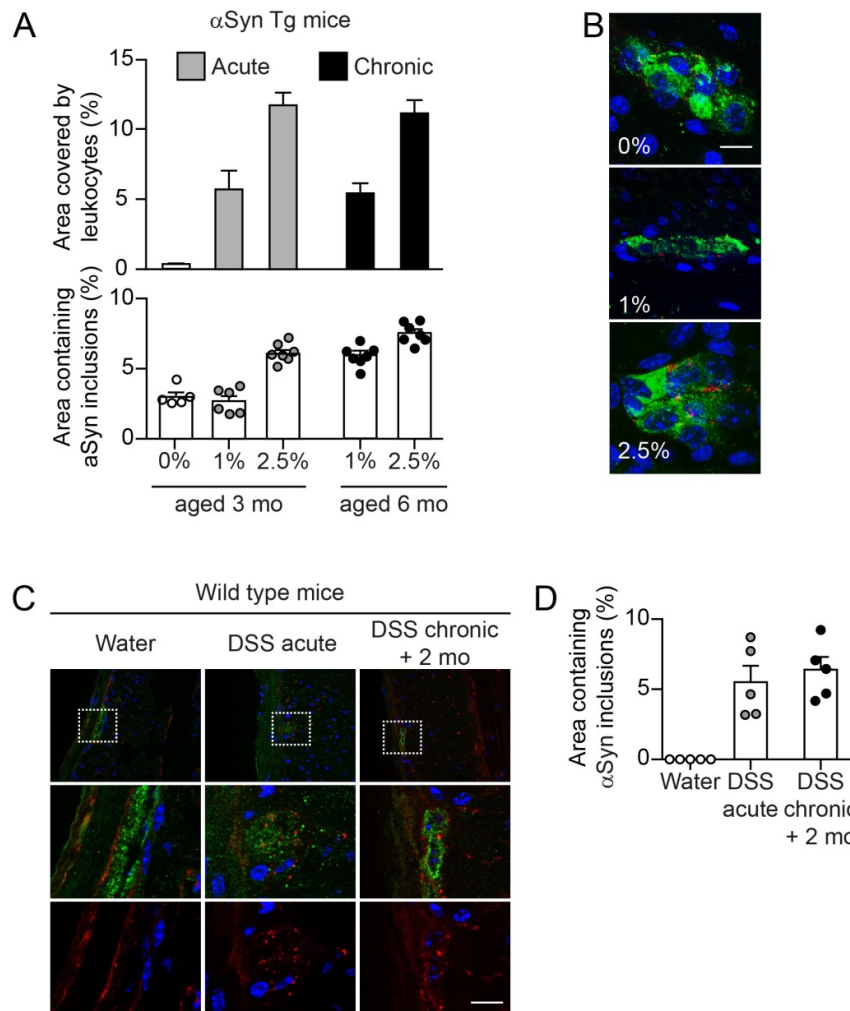 A
αSyn Tg mice
Acute
Chronic
Area covered by
leukocytes (%)
15
10
5
0
Area containing
aSyn inclusions (%)
10
5
0
0% 1% 2.5% 1% 2.5%
aged 3 mo aged 6 mo
B
0%
1%
2.5%
C
Wild type mice
Water DSS acute DSS chronic
+ 2 mo
D
Area containing
αSyn inclusions (%)
10
5
0
Water DSS DSS
acute chronic
+ 2 mo